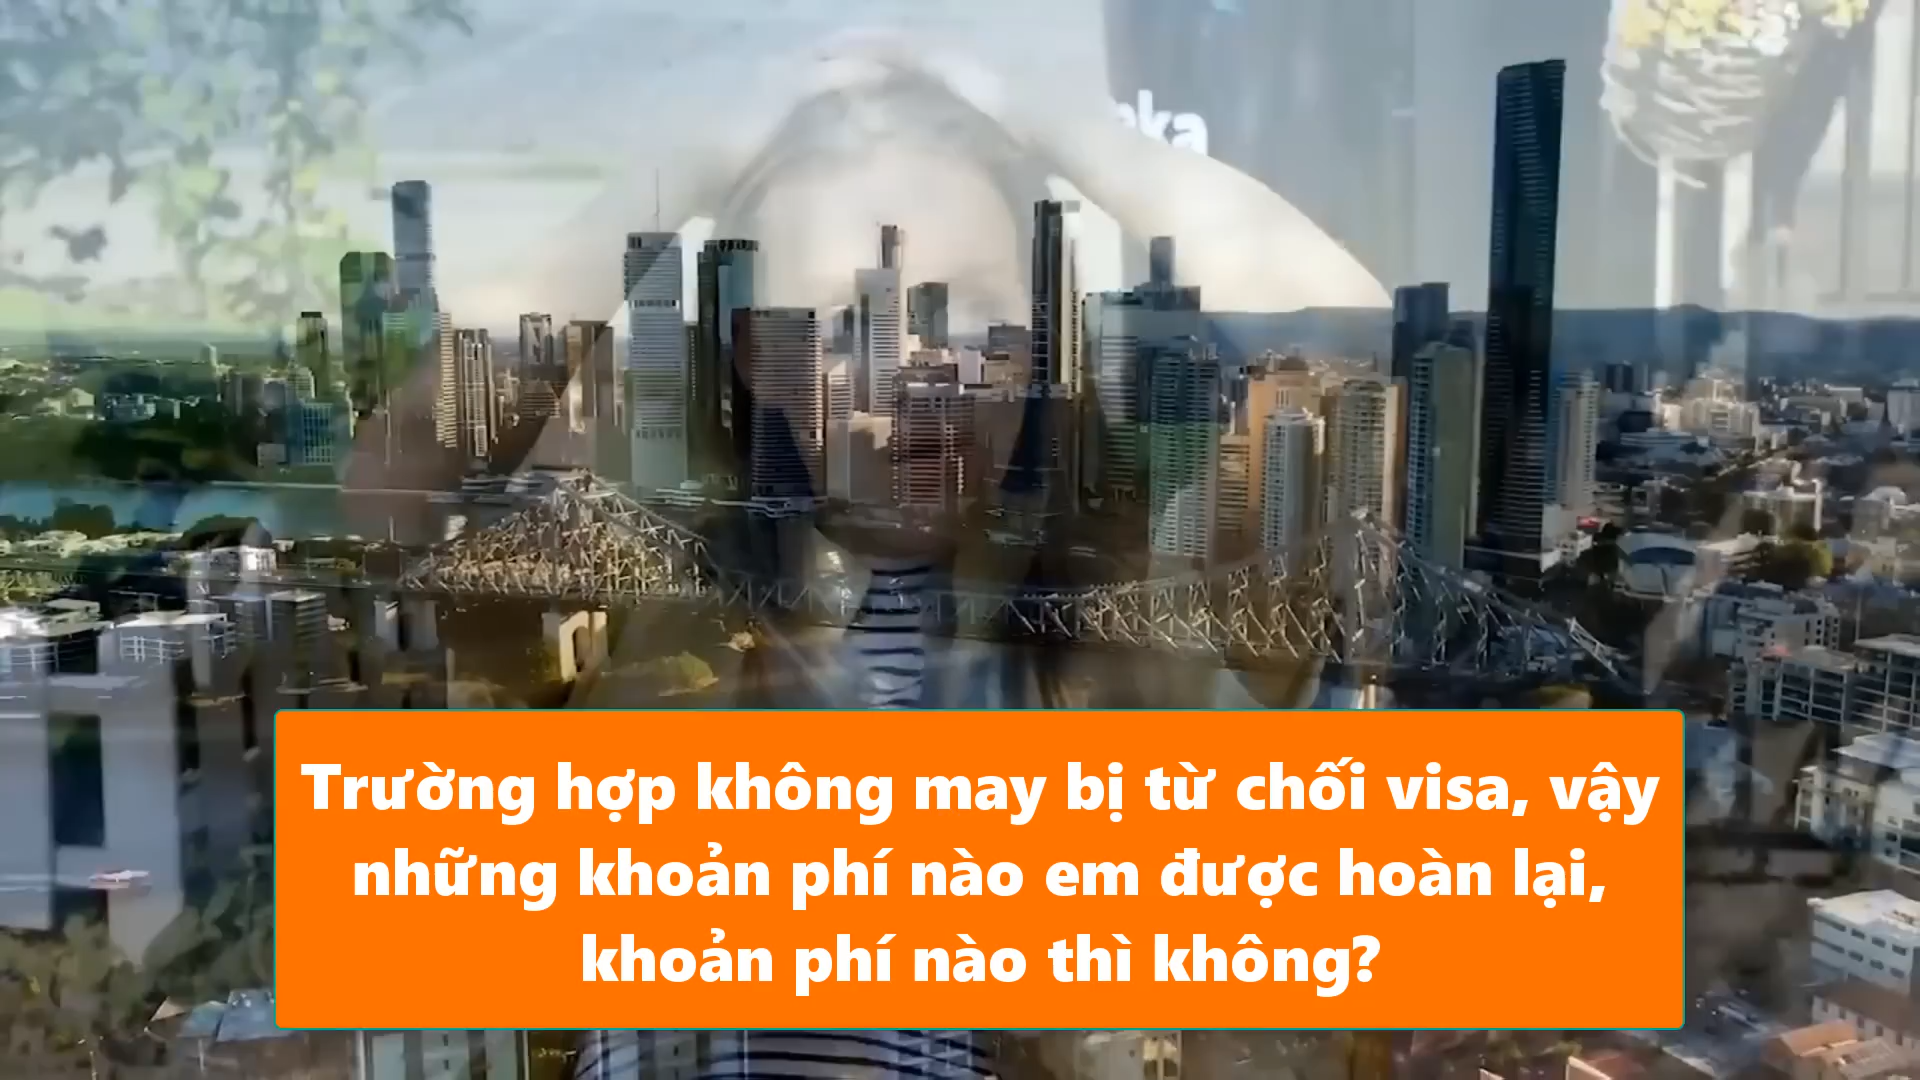 Trường hợp không may bị từ chối visa, vậy
những khoản phí nào em được hoàn lại,
khoản phí nào thì không?